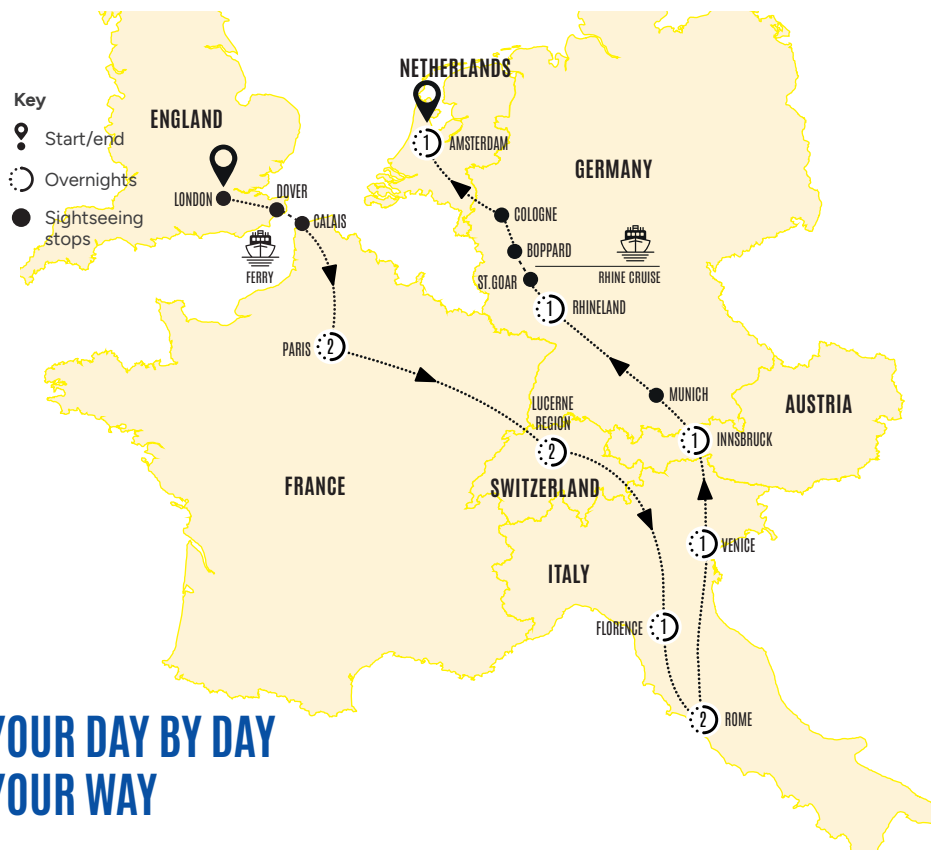 NETHERLANDS
Key
ENGLAND
Start/end
1
AMSTERDAM
GERMANY
Overnights
LONDON
DOVER
Sightseeing
stops
CALAIS
COLOGNE
BOPPARD
FERRY
ST.GOAR
RHINE CRUISE
1
RHINELAND
PARIS
2
MUNICH
AUSTRIA
LUCERNE
REGION
2
1
INNSBRUCK
FRANCE
SWITZERLAND
1
VENICE
ITALY
FLORENCE
1
2
ROME
YOUR DAY BY DAY
YOUR WAY